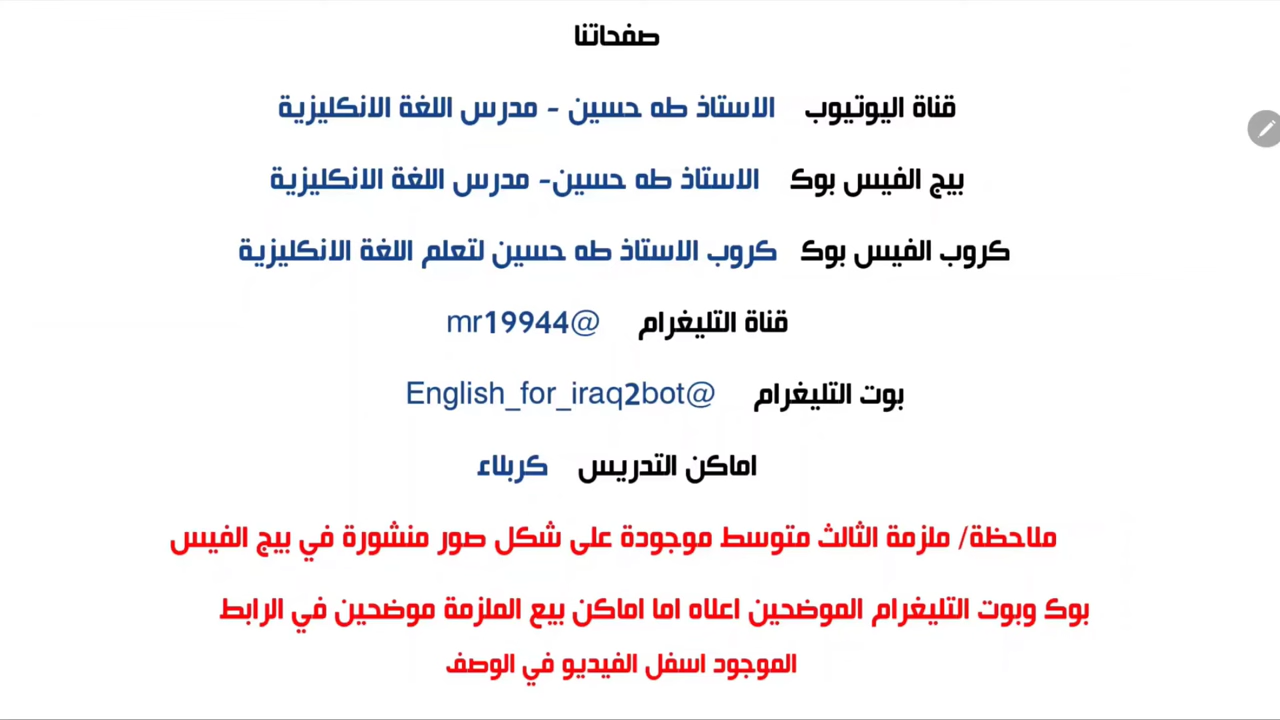 صفحاتنا
قناة اليوتيوب الاستاذ طه حسين - مدرس اللغة الانكليزية
بيج الفيس بوك الاستاذ طه حسين- مدرس اللغة الانكليزية
كروب الفيس بوك كروب الاستاذ طه حسين لتعلم اللغة الانكليزية
قناة التليغرام mr19944@
بوت التليغرام English_for_iraq2bot@
اماكن التدريس كربلاء
ملاحظة/ ملزمة الثالث متوسط موجودة على شكل صور منشورة في بيج الفيس
بوك وبوت التليغرام الموضحين اعلاه اما اماكن بيع الملزمة موضحين في الرابط
الموجود اسفل الفيديو في الوصف